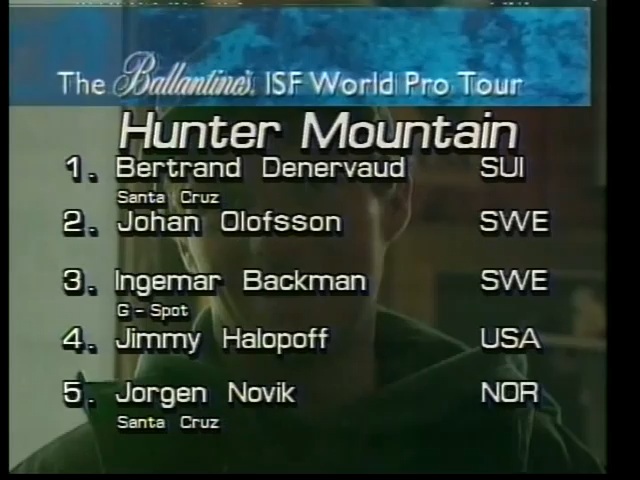 The Ballantine's ISF World Pro Tour
Hunter Mountain
1. Bertrand Denervaud SUI
Santa Cruz
2. Johan Olofsson SWE
3. Ingemar Backman SWE
G - Spot
4. Jimmy Halopoff USA
5. Jorgen Novik NOR
Santa Cruz